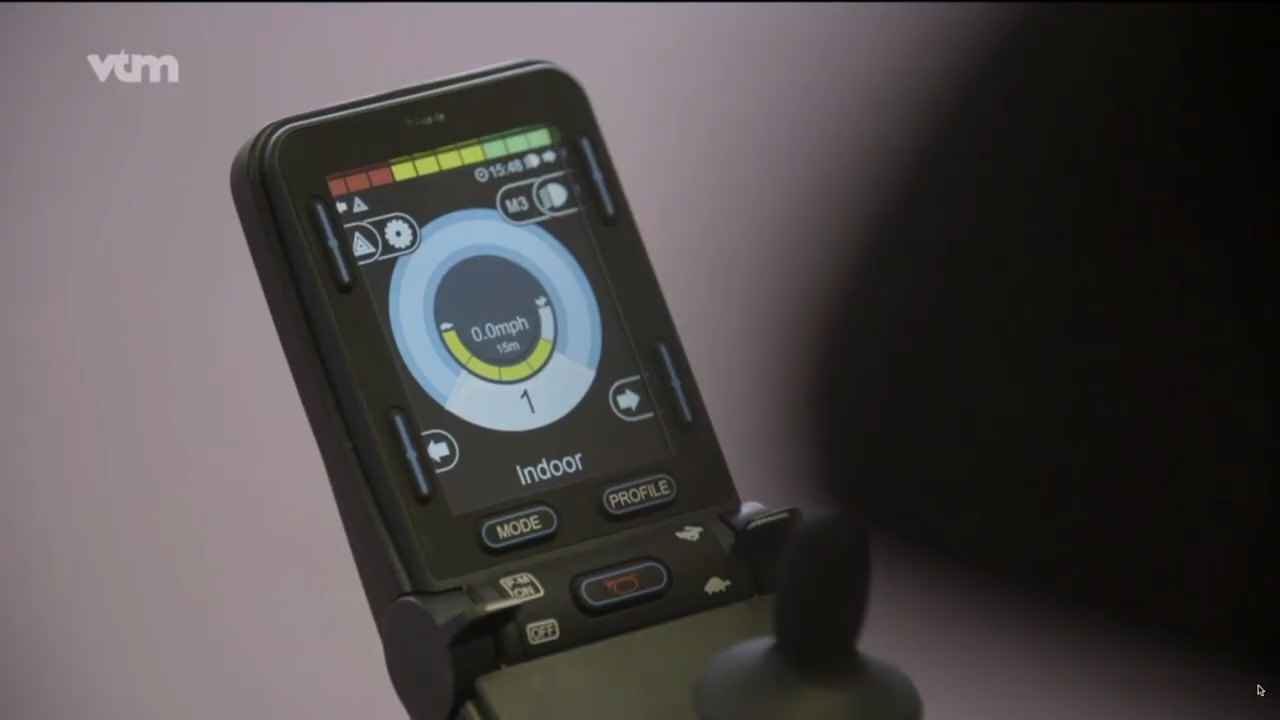 vtm
15:48
M3
0.0mph
15m
1
Indoor
MODE
PROFILE
P-M
ON
OFF